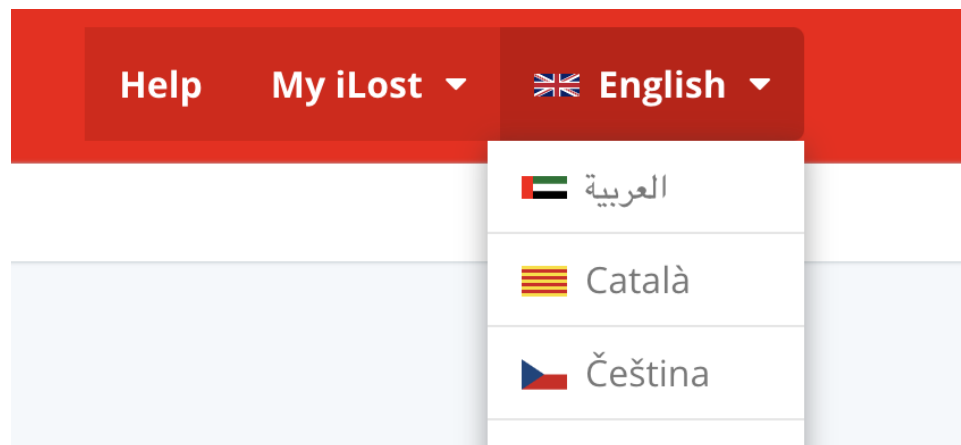 Help My iLost English
العربية
Català
Čeština